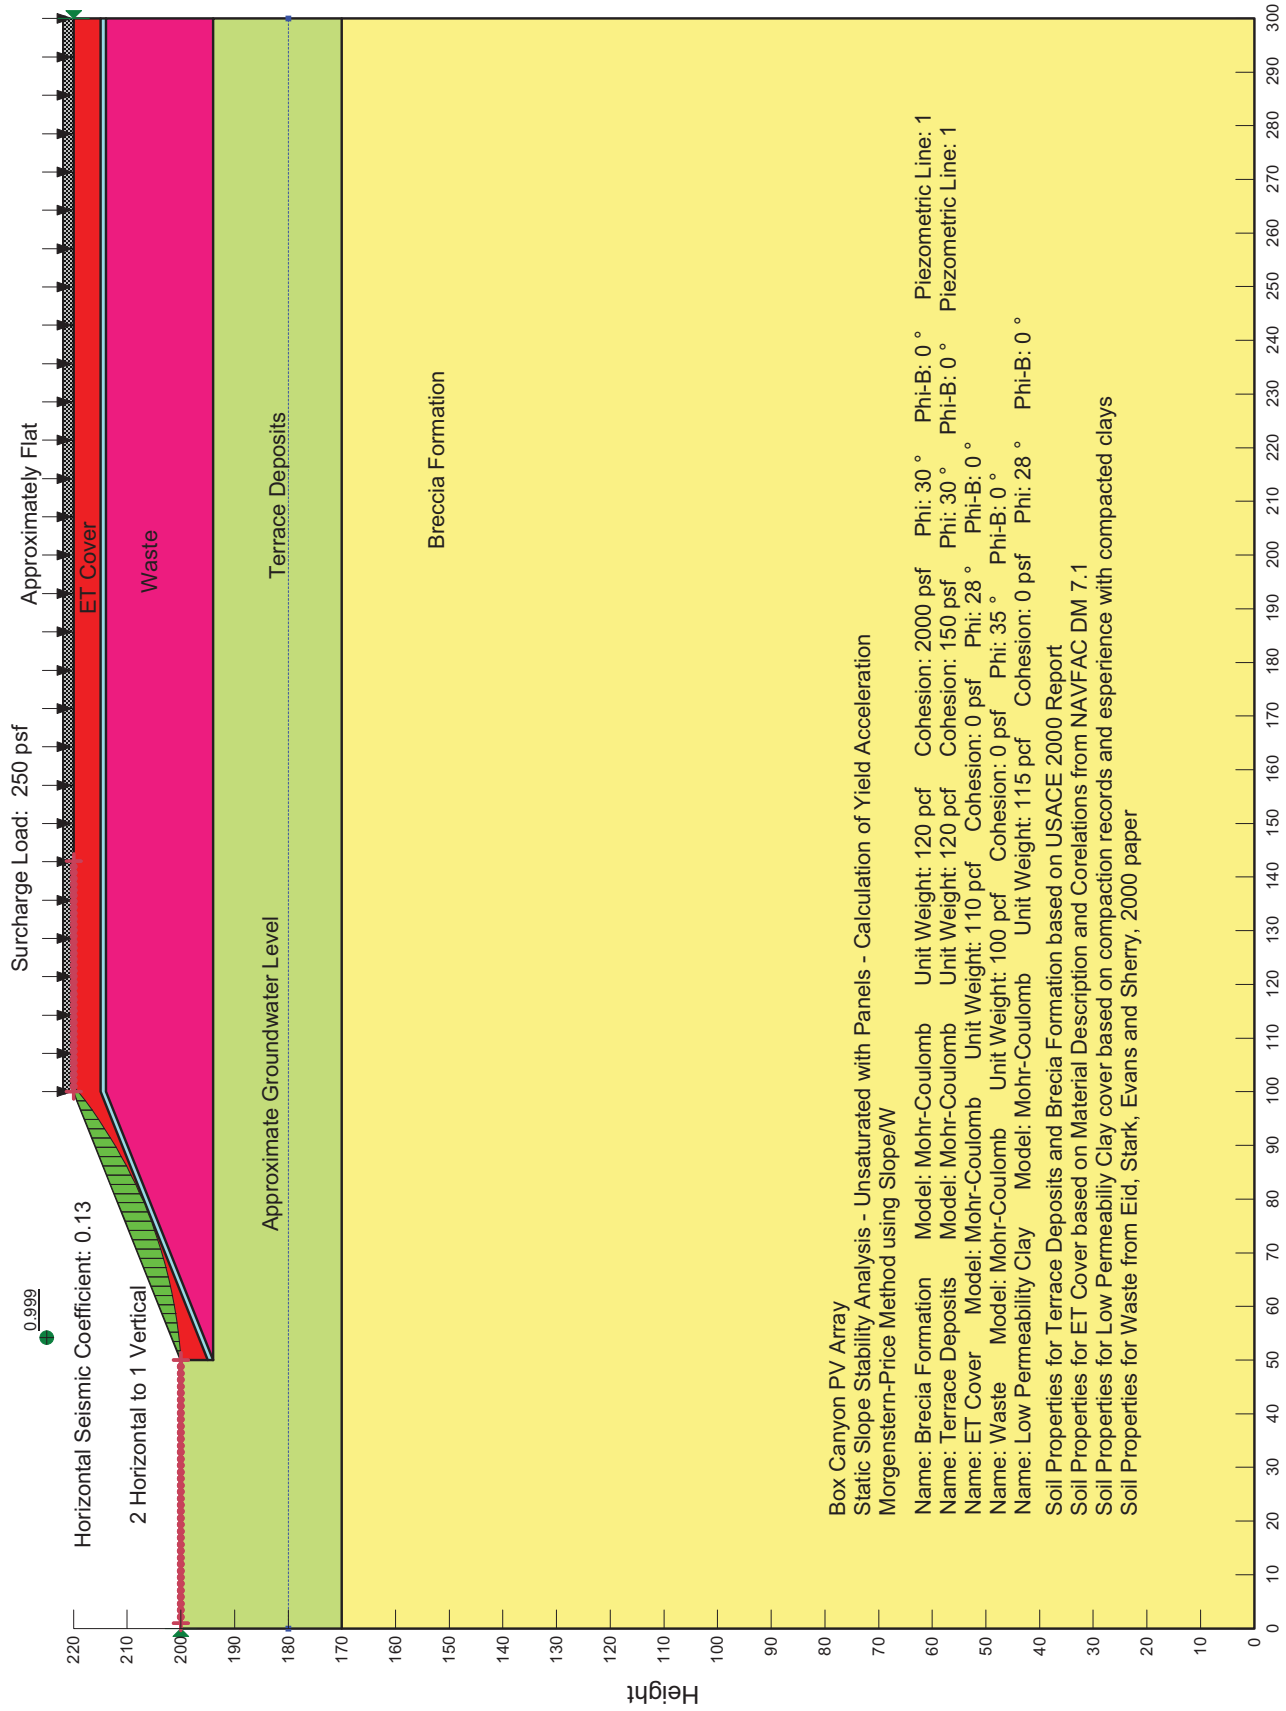 Surcharge Load:  250 psf
Approximately Flat
0.999
Horizontal Seismic Coefficient: 0.13
2 Horizontal to 1 Vertical
ET Cover
Waste
Approximate Groundwater Level
Terrace Deposits
Breccia Formation
Box Canyon PV Array
Static Slope Stability Analysis - Unsaturated with Panels - Calculation of Yield Acceleration
Morgenstern-Price Method using Slope/W
Name: Brecia Formation Model: Mohr-Coulomb Unit Weight: 120 pcf Cohesion: 2000 psf Phi: 30 ° Phi-B: 0 ° Piezometric Line: 1
Name: Terrace Deposits Model: Mohr-Coulomb Unit Weight: 120 pcf Cohesion: 150 psf Phi: 30 ° Phi-B: 0 ° Piezometric Line: 1
Name: ET Cover Model: Mohr-Coulomb Unit Weight: 110 pcf Cohesion: 0 psf Phi: 28 ° Phi-B: 0 °
Name: Waste Model: Mohr-Coulomb Unit Weight: 100 pcf Cohesion: 0 psf Phi: 35 ° Phi-B: 0 °
Name: Low Permeability Clay Model: Mohr-Coulomb Unit Weight: 115 pcf Cohesion: 0 psf Phi: 28 ° Phi-B: 0 °
Soil Properties for Terrace Deposits and Brecia Formation based on USACE 2000 Report
Soil Properties for ET Cover based on Material Description and Corelations from NAVFAC DM 7.1
Soil Properties for Low Permeabiliy Clay cover based on compaction records and esperience with compacted clays
Soil Properties for Waste from Eid, Stark, Evans and Sherry, 2000 paper
Height
220
210
200
190
180
170
160
150
140
130
120
110
100
90
80
70
60
50
40
30
20
10
0
0 10 20 30 40 50 60 70 80 90 100 110 120 130 140 150 160 170 180 190 200 210 220 230 240 250 260 270 280 290 300